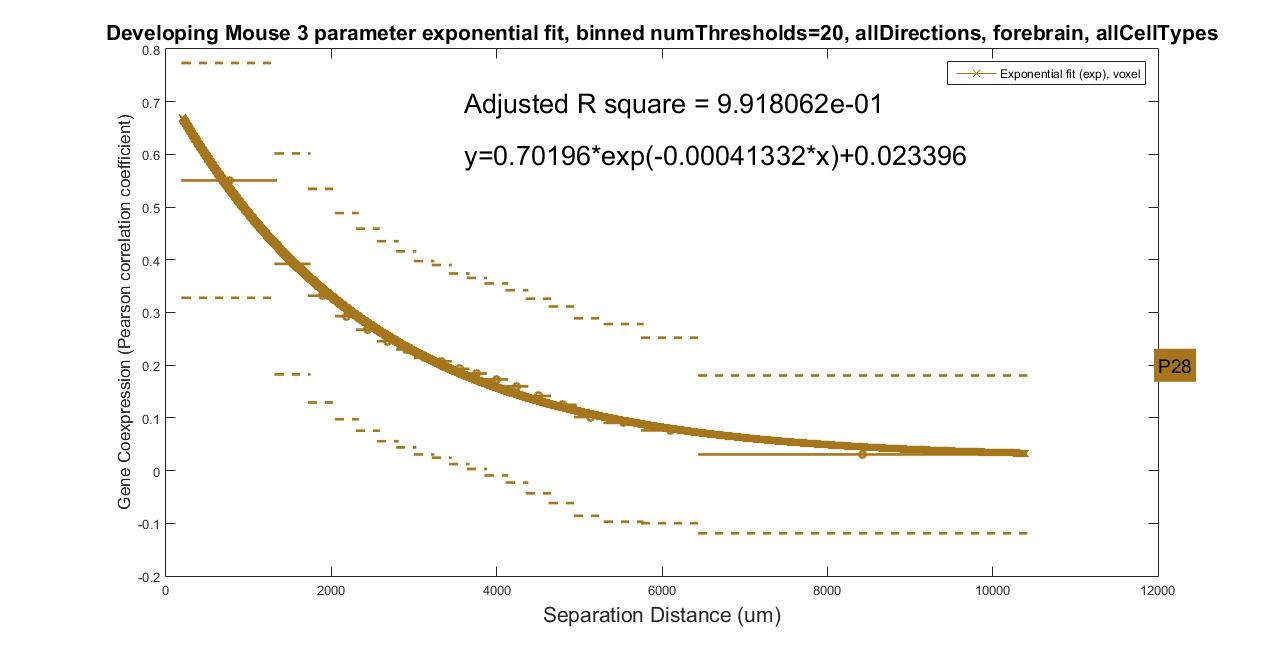 Developing Mouse 3 parameter exponential fit, binned numThresholds=20, allDirections, forebrain, allCellTypes
Exponential fit (exp), voxel
Adjusted R square = 9.918062e-01
y=0.70196*exp(-0.00041332*x)+0.023396
Gene Coexpression (Pearson correlation coefficient)
0.8
0.7
0.6
0.5
0.4
0.3
0.2
0.1
0
-0.1
-0.2
P28
0 2000 4000 6000 8000 10000 12000
Separation Distance (um)